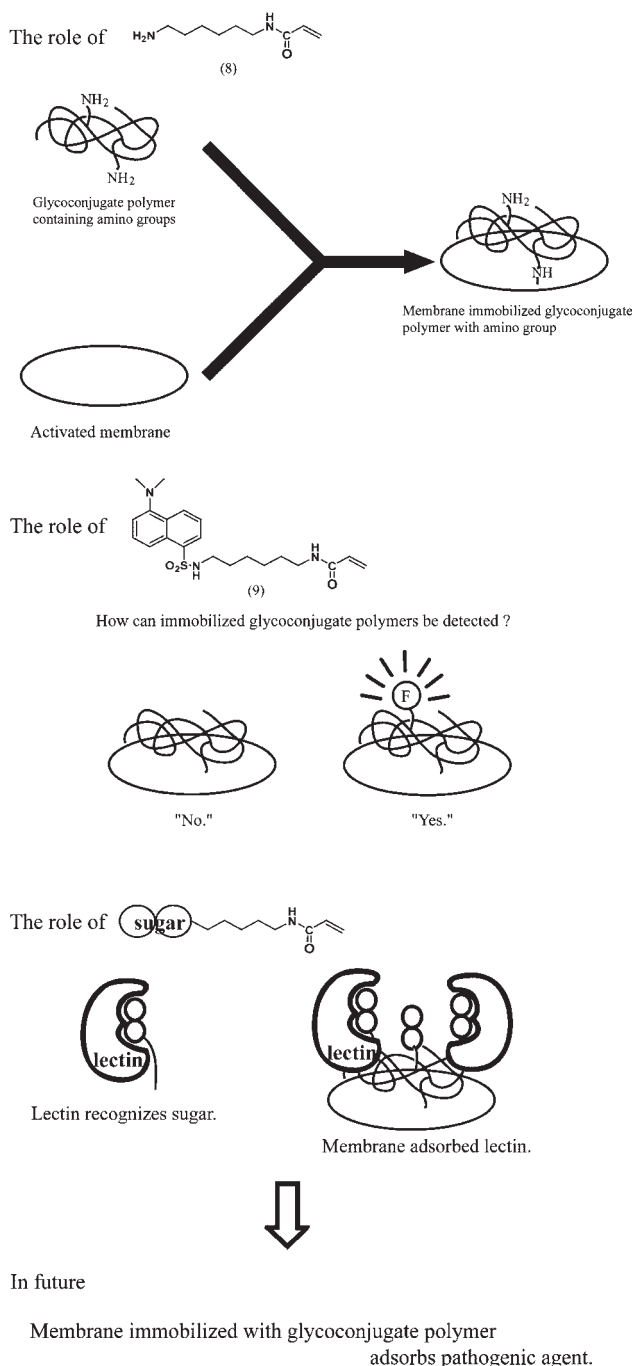 The role of
H₂N
H
N
C
O
(8)
NH₂
NH₂
Glycoconjugate polymer
containing amino groups
NH₂
NH
Membrane immobilized glycoconjugate
polymer with amino group
Activated membrane
The role of
N
O₂S-N
H
H
N
C
O
(9)
How can immobilized glycoconjugate polymers be detected ?
F
"No."
"Yes."
The role of
sugar
H
N
C
O
lectin
lectin
Lectin recognizes sugar.
Membrane adsorbed lectin.
In future
Membrane immobilized with glycoconjugate polymer
adsorbs pathogenic agent.